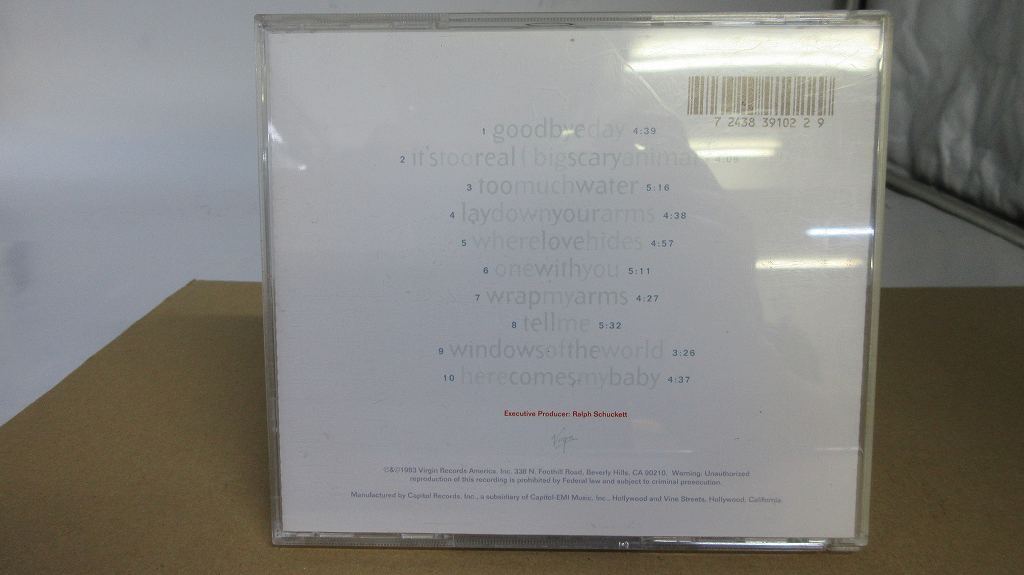 7 24383 39102 2 9
1 goodbyeday 4:39
2 it'stooreal (bigscaryanimal) 4:06
3 toomuchwater 5:16
4 laydownyourarms 4:38
5 wherelovehides 4:57
6 onewithyou 5:11
7 wrapmyarms 4:27
8 tellme 5:32
9 windowsoftheworld 3:26
10 herecomesmybaby 4:37
Executive Producer: Ralph Schuckett
Virgin
℗&©1993 Virgin Records America, Inc. 338 N. Foothill Road, Beverly Hills, CA 90210. Warning: Unauthorized
reproduction of this recording is prohibited by Federal law and subject to criminal prosecution.
Manufactured by Capitol Records, Inc., a subsidiary of Capitol-EMI Music, Inc., Hollywood and Vine Streets, Hollywood, California